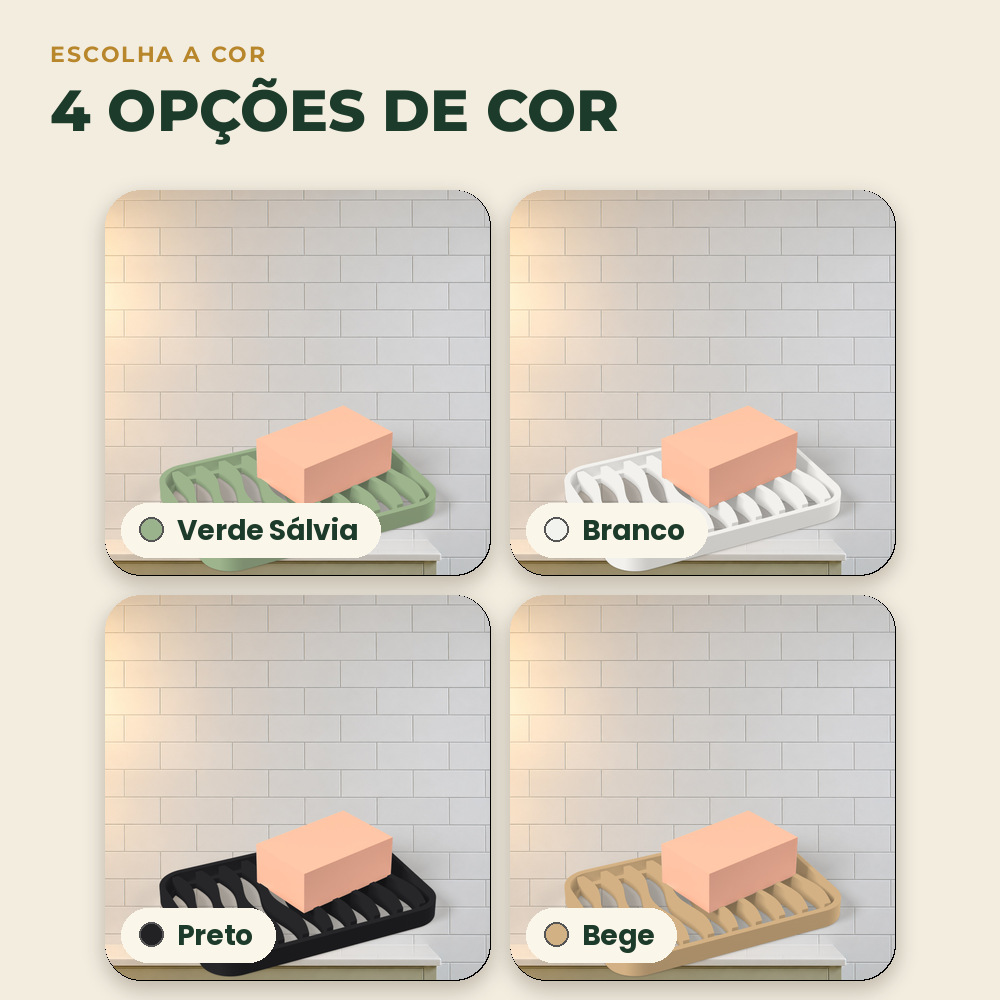 ESCOLHA A COR
4 OPÇÕES DE COR
Verde Sálvia
Branco
Preto
Bege